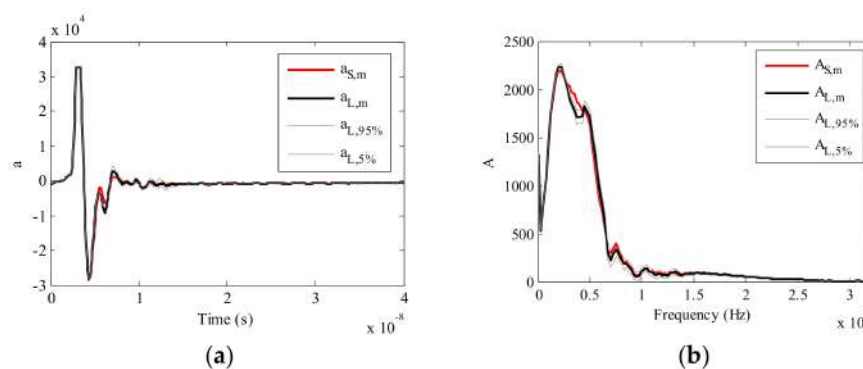 x 10⁴
4
3
2
1
0
-1
-2
-3
a
0
1
2
3
4
Time (s)
x 10⁻⁸
a_S,m
a_L,m
a_L,95%
a_L,5%
(a)
2500
2000
1500
1000
500
0
A
0
0.5
1
1.5
2
2.5
3
Frequency (Hz)
x 10
A_S,m
A_L,m
A_L,95%
A_L,5%
(b)